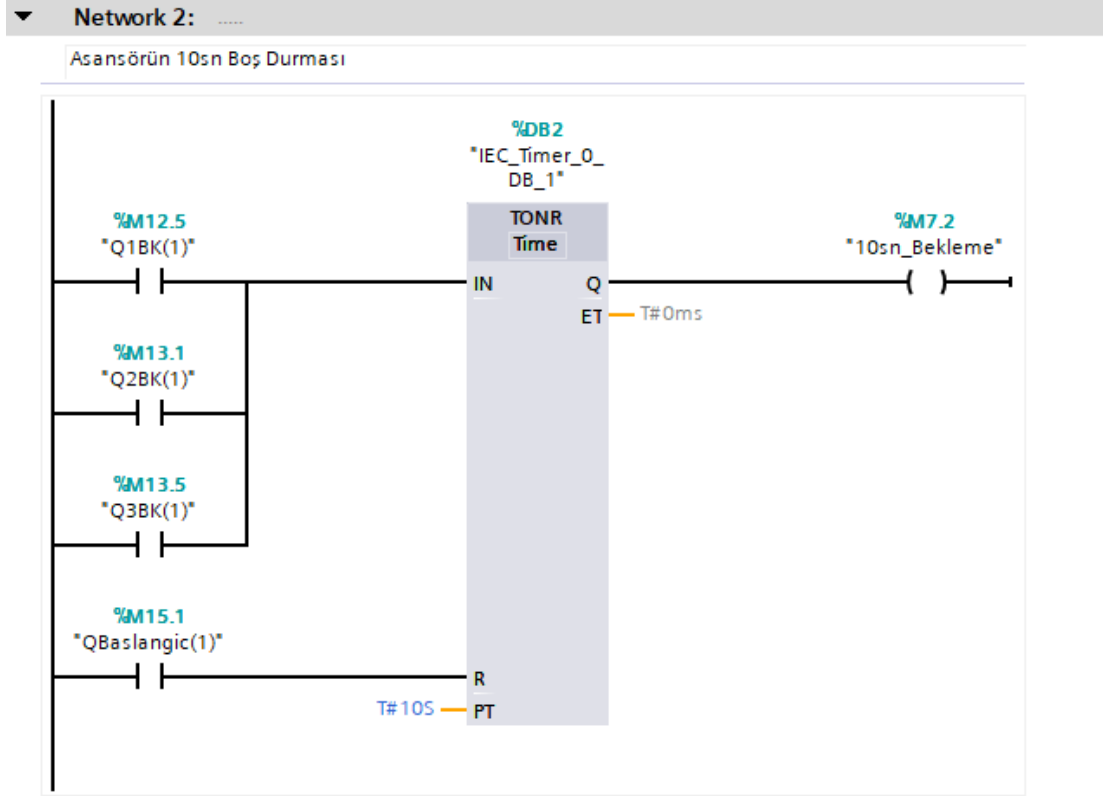 Network 2: .....
Asansörün 10sn Boş Durması
%DB2
"IEC_Timer_0_
DB_1"
%M12.5
"Q1BK(1)"
TONR
Time
%M7.2
"10sn_Bekleme"
IN
Q
ET
T#0ms
%M13.1
"Q2BK(1)"
%M13.5
"Q3BK(1)"
%M15.1
"QBaslangic(1)"
R
T#10S
PT